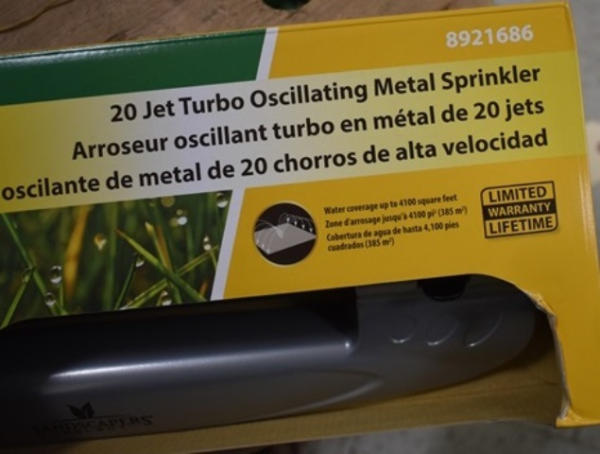 8921686
20 Jet Turbo Oscillating Metal Sprinkler
Arroseur oscillant turbo en métal de 20 jets
oscilante de metal de 20 chorros de alta velocidad
Water coverage up to 4100 square feet
Zone d'arrosage jusqu'à 4100 pi² (385 m²)
Cobertura de agua de hasta 4,100 pies
cuadrados (385 m²)
LIMITED
WARRANTY
LIFETIME
LANDSCAPERS